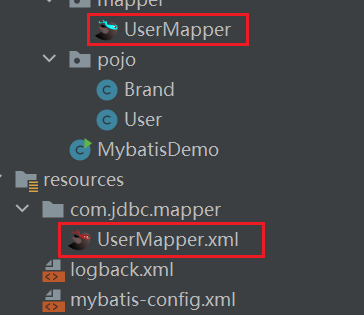 mapper
UserMapper
pojo
Brand
User
MybatisDemo
resources
com.jdbc.mapper
UserMapper.xml
logback.xml
mybatis-config.xml